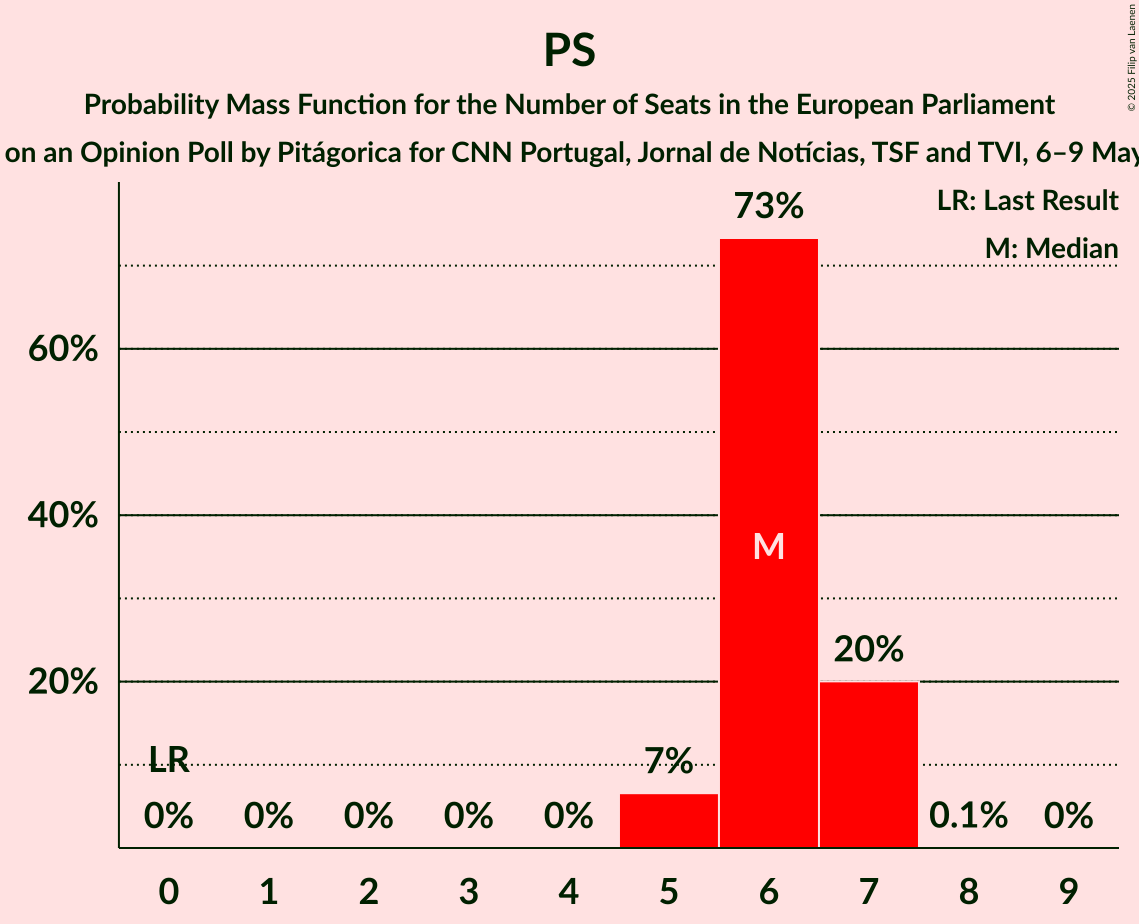 PS
Probability Mass Function for the Number of Seats in the European Parliament
on an Opinion Poll by Pitágorica for CNN Portugal, Jornal de Notícias, TSF and TVI, 6–9 May
© 2025 Filip van Laenen
LR: Last Result
M: Median
73%
60%
40%
M
20%
20%
LR
7%
0% 0% 0% 0% 0% 0.1% 0%
0 1 2 3 4 5 6 7 8 9